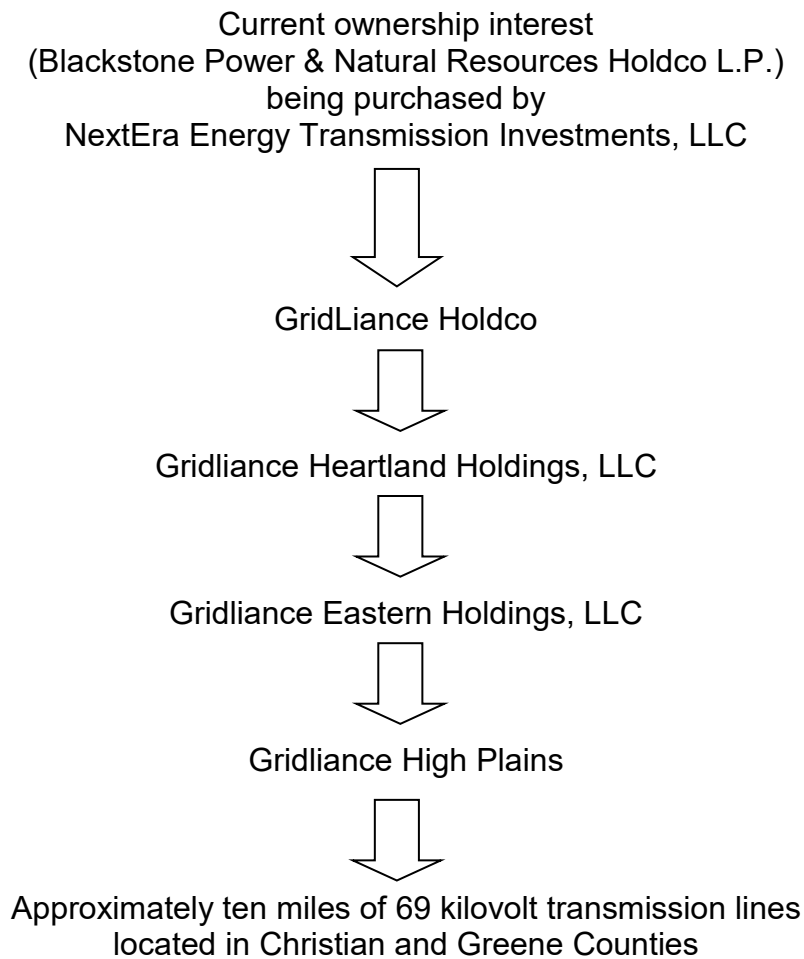 Current ownership interest
(Blackstone Power & Natural Resources Holdco L.P.)
being purchased by
NextEra Energy Transmission Investments, LLC
GridLiance Holdco
Gridliance Heartland Holdings, LLC
Gridliance Eastern Holdings, LLC
Gridliance High Plains
Approximately ten miles of 69 kilovolt transmission lines
located in Christian and Greene Counties